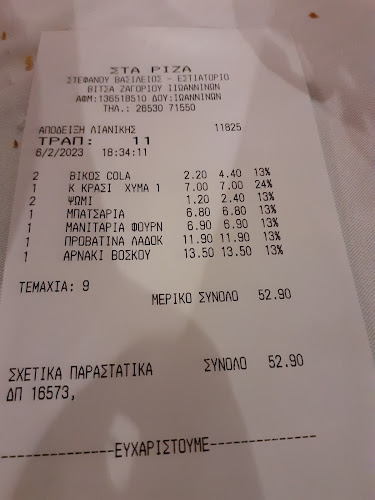 ΣΤΑ ΡΙΖΑ
ΣΤΕΦΑΝΟΥ ΒΑΣΙΛΕΙΟΣ - ΕΣΤΙΑΤΟΡΙΟ
ΒΙΤΣΑ ΖΑΓΟΡΙΟΥ ΙΩΑΝΝΙΝΩΝ
ΑΦΜ:136518510 ΔΟΥ:ΙΩΑΝΝΙΝΩΝ
ΤΗΛ.: 26530 71550
ΑΠΟΔΕΙΞΗ ΛΙΑΝΙΚΗΣ 11825
ΤΡΑΠ: 11
6/2/2023 18:34:11
2 ΒΙΚΟΣ COLA 2.20 4.40 13%
1 Κ ΚΡΑΣΙ ΧΥΜΑ 1 7.00 7.00 24%
2 ΨΩΜΙ 1.20 2.40 13%
1 ΜΠΑΤΣΑΡΙΑ 6.80 6.80 13%
1 ΜΑΝΙΤΑΡΙΑ ΦΟΥΡΝ 6.90 6.90 13%
1 ΠΡΟΒΑΤΙΝΑ ΛΑΔΟΚ 11.90 11.90 13%
1 ΑΡΝΑΚΙ ΒΟΣΚΟΥ 13.50 13.50 13%
ΤΕΜΑΧΙΑ: 9
ΜΕΡΙΚΟ ΣΥΝΟΛΟ 52.90
ΣΧΕΤΙΚΑ ΠΑΡΑΣΤΑΤΙΚΑ ΣΥΝΟΛΟ 52.90
ΔΠ 16573,
---------------ΕΥΧΑΡΙΣΤΟΥΜΕ---------------